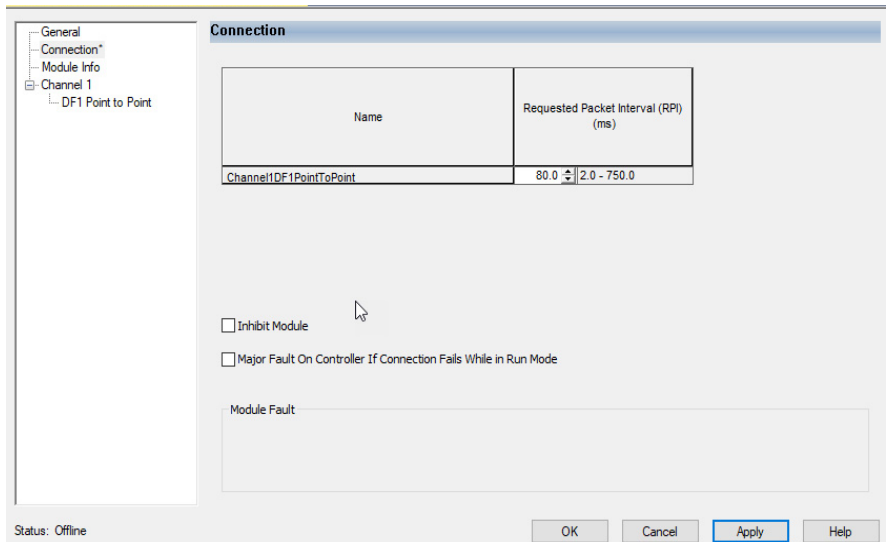 General
Connection*
Module Info
Channel 1
DF1 Point to Point
Connection
Name
Requested Packet Interval (RPI)
(ms)
Channel1DF1PointToPoint
80.0
2.0 - 750.0
Inhibit Module
Major Fault On Controller If Connection Fails While in Run Mode
Module Fault
Status: Offline
OK
Cancel
Apply
Help